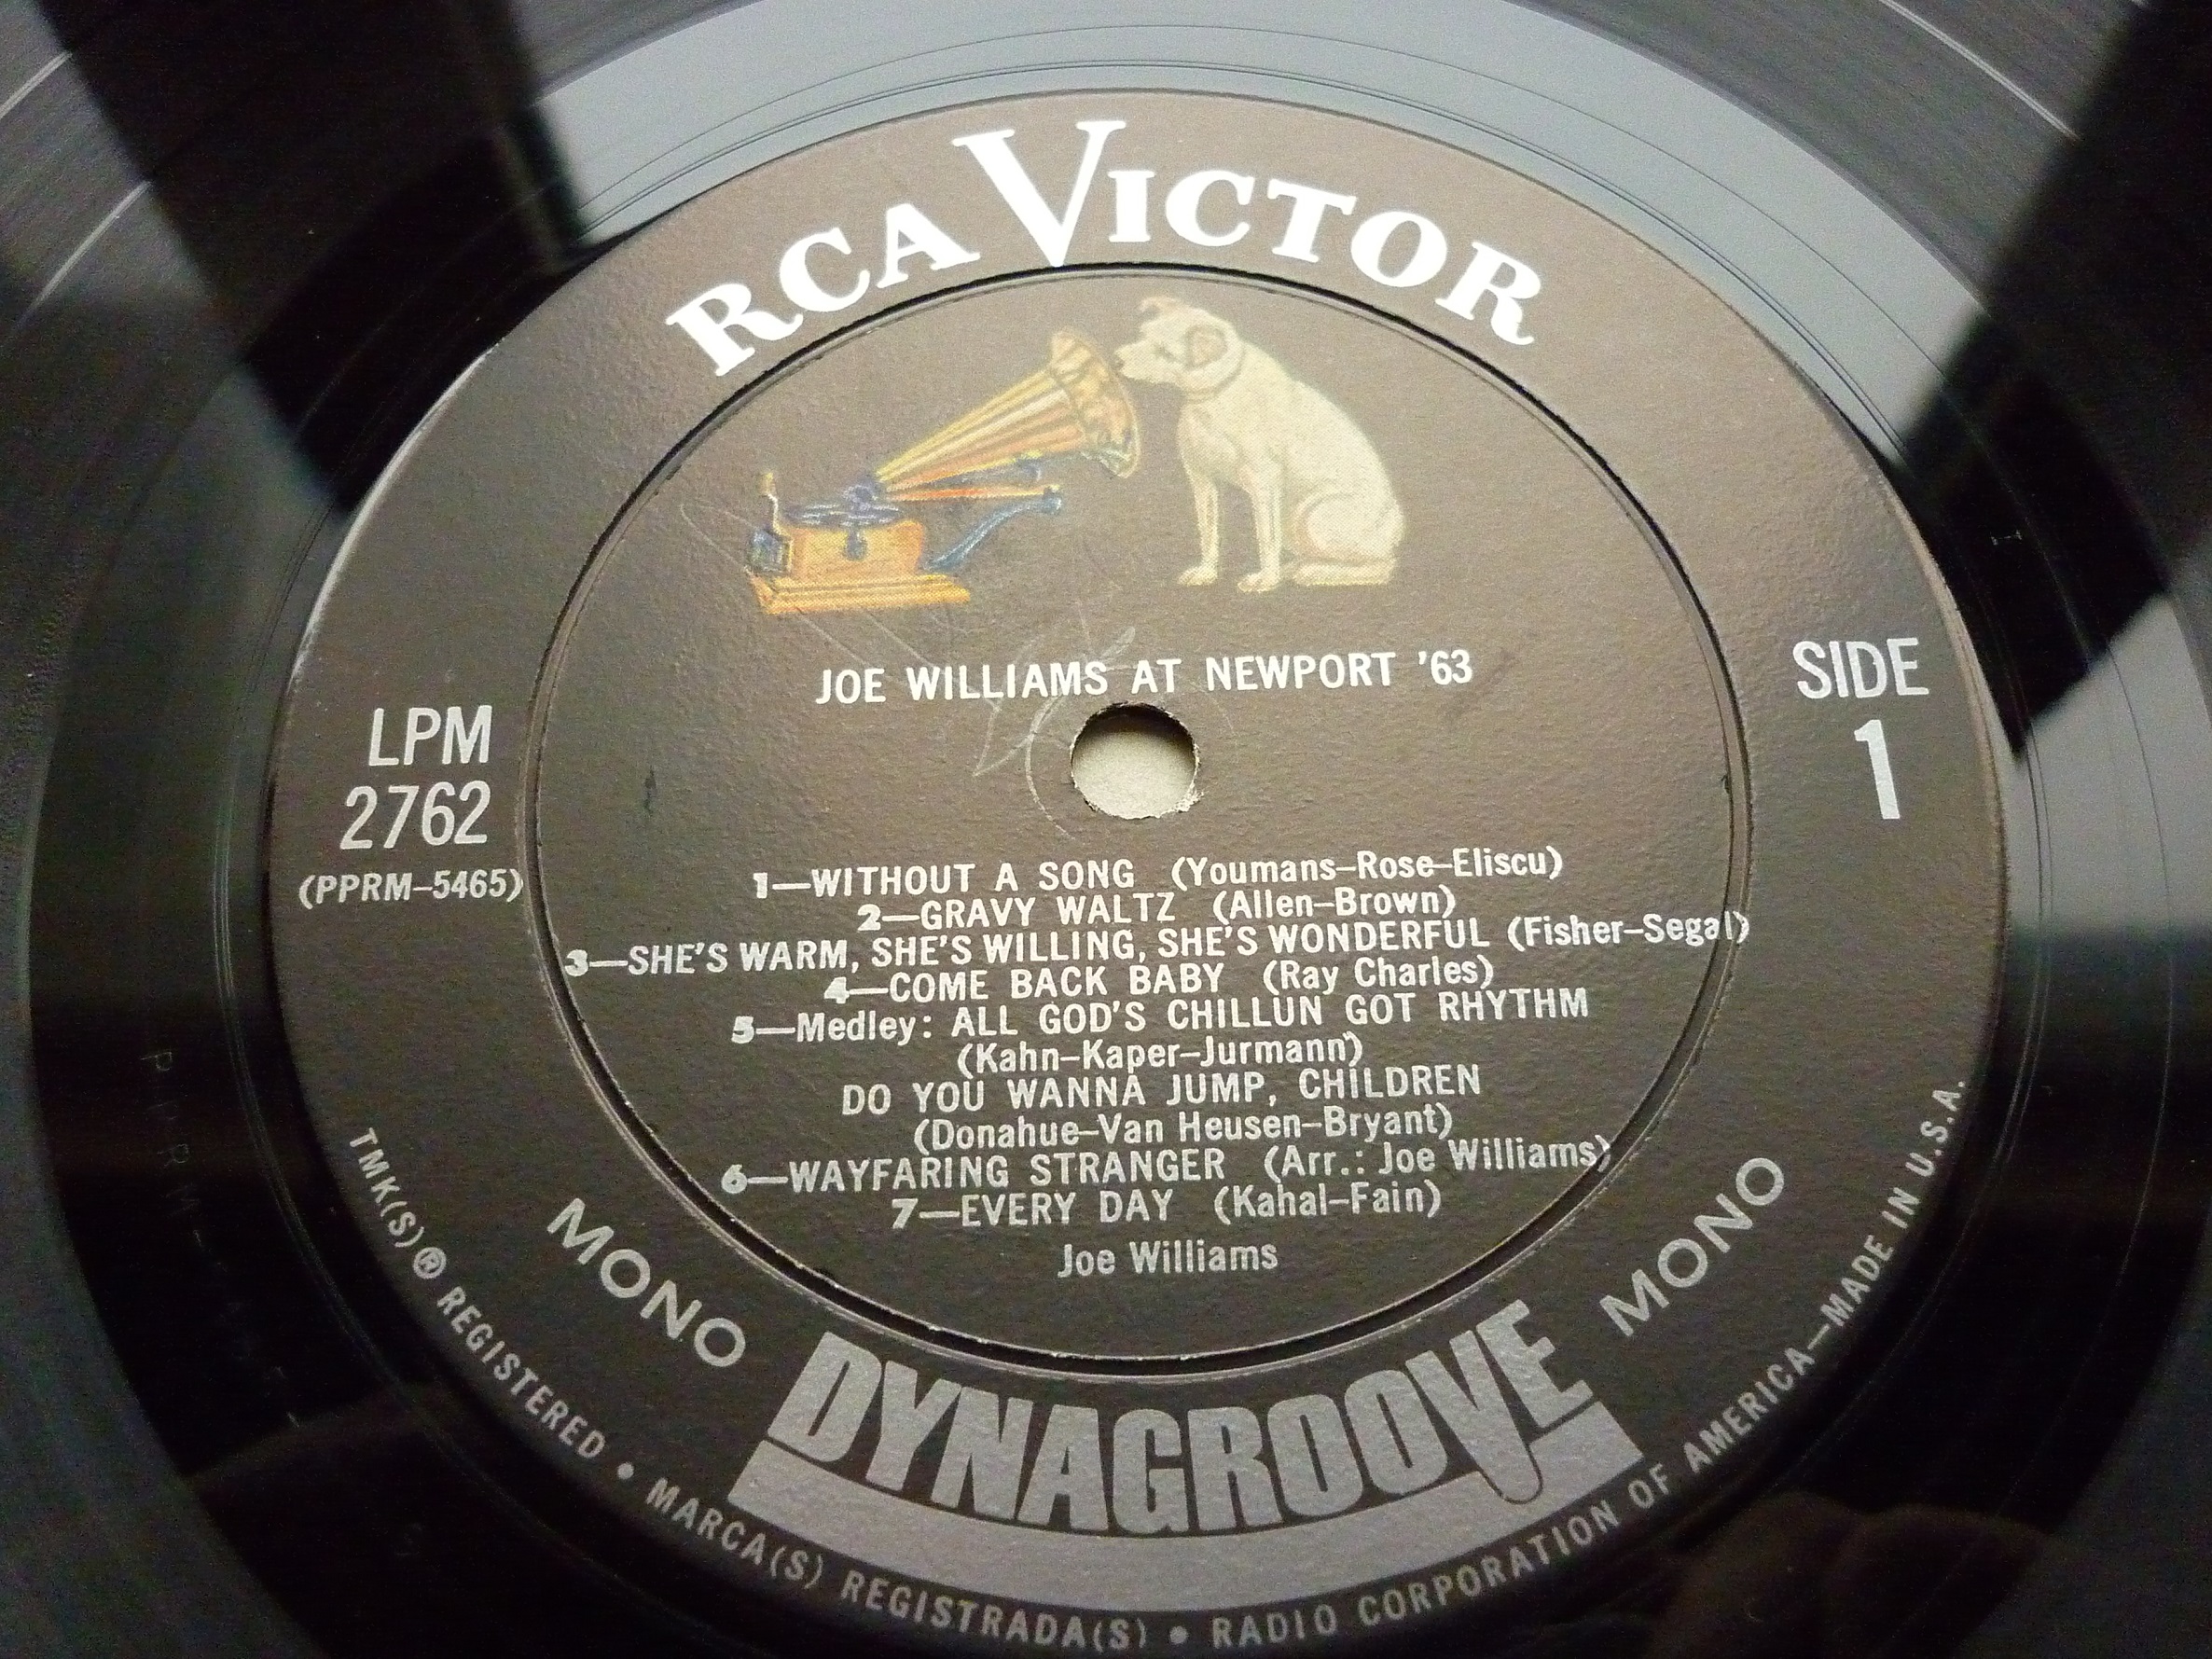 RCA VICTOR
JOE WILLIAMS AT NEWPORT '63
LPM
2762
(PPRM–5465)
SIDE
1
1—WITHOUT A SONG (Youmans–Rose–Eliscu)
2—GRAVY WALTZ (Allen–Brown)
3—SHE'S WARM, SHE'S WILLING, SHE'S WONDERFUL (Fisher–Segal)
4—COME BACK BABY (Ray Charles)
5—Medley: ALL GOD'S CHILLUN GOT RHYTHM
(Kahn–Kaper–Jurmann)
DO YOU WANNA JUMP, CHILDREN
(Donahue–Van Heusen–Bryant)
6—WAYFARING STRANGER (Arr.: Joe Williams)
7—EVERY DAY (Kahal–Fain)
Joe Williams
MONO
DYNAGROOVE
MONO
TMK(S) ® REGISTERED • MARCA(S) REGISTRADA(S) • RADIO CORPORATION OF AMERICA—MADE IN U.S.A.